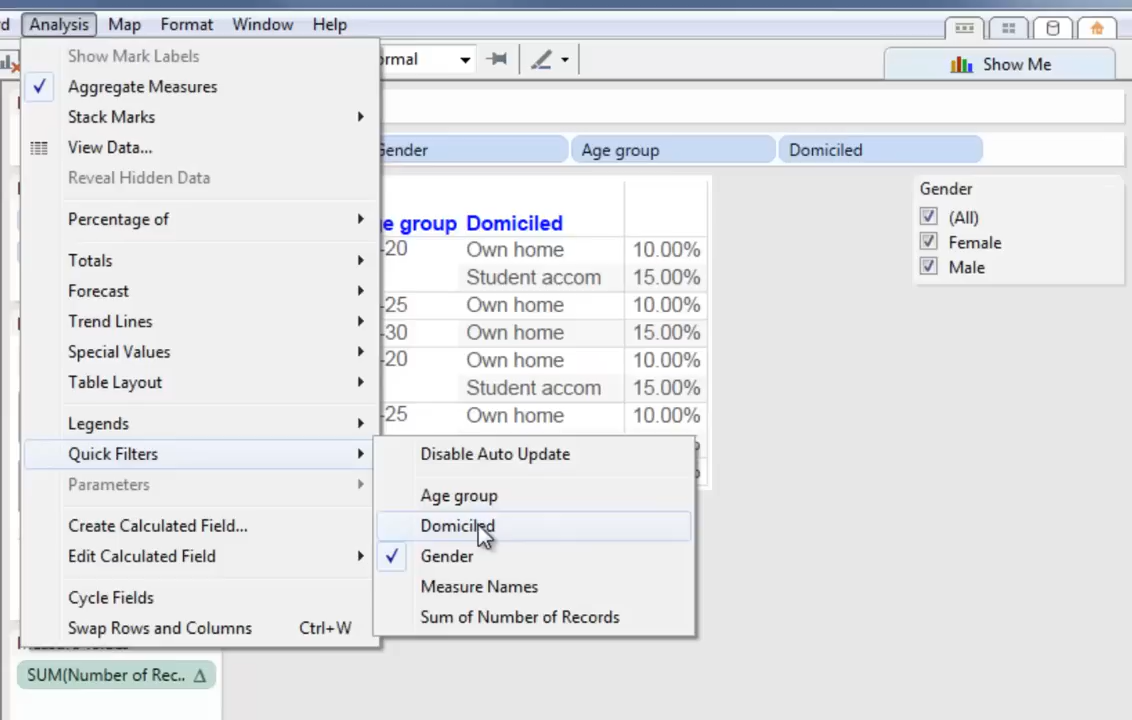 Analysis Map Format Window Help
Show Me
Show Mark Labels
Aggregate Measures
Stack Marks
View Data...
Reveal Hidden Data
Percentage of
Totals
Forecast
Trend Lines
Special Values
Table Layout
Legends
Quick Filters
Parameters
Create Calculated Field...
Edit Calculated Field
Cycle Fields
Swap Rows and Columns Ctrl+W
Disable Auto Update
Age group
Domiciled
Gender
Measure Names
Sum of Number of Records
Gender Age group Domiciled
e group Domiciled
-20 Own home 10.00%
Student accom 15.00%
-25 Own home 10.00%
-30 Own home 15.00%
-20 Own home 10.00%
Student accom 15.00%
-25 Own home 10.00%
Gender
(All)
Female
Male
SUM(Number of Rec..